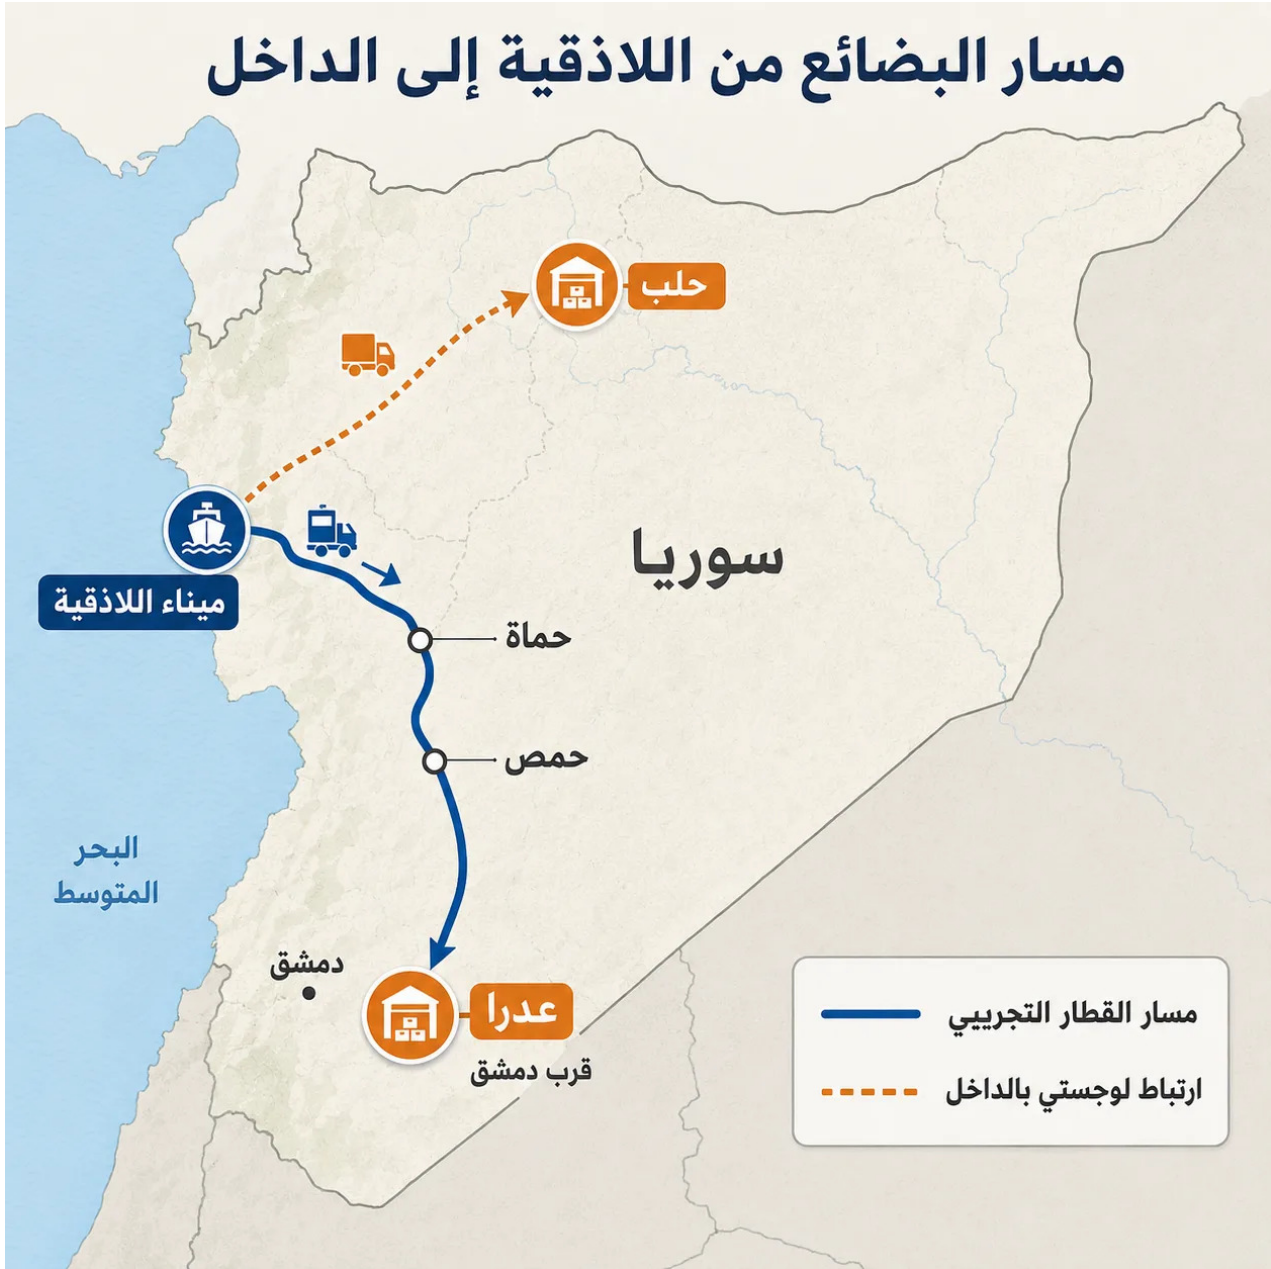 مسار البضائع من اللاذقية إلى الداخل
حلب
سوريا
ميناء اللاذقية
حماة
حمص
البحر
المتوسط
دمشق
عدرا
قرب دمشق
مسار القطار التجريبي
ارتباط لوجستي بالداخل